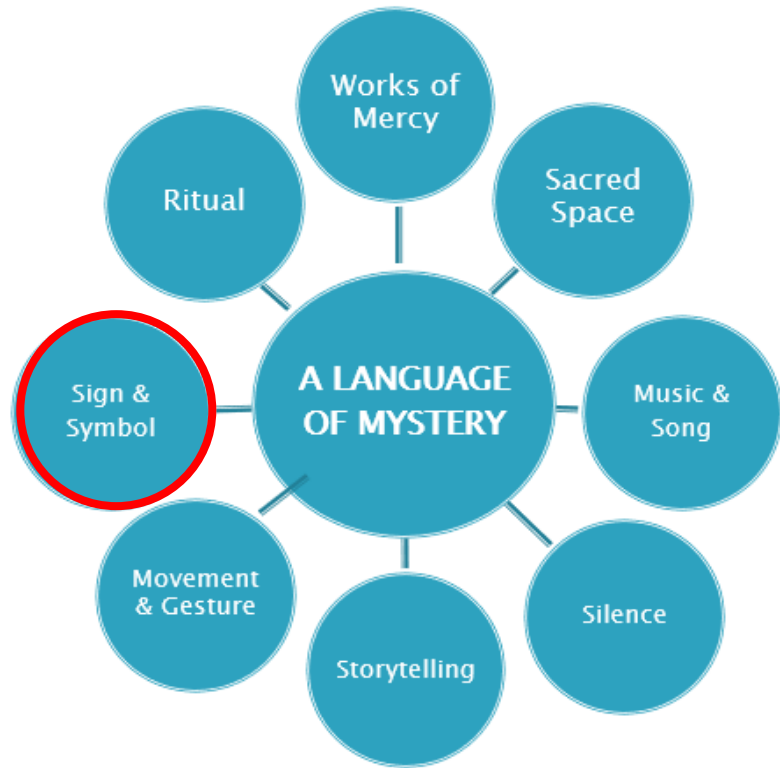 Works of
Mercy
Sacred
Space
Ritual
A LANGUAGE
OF MYSTERY
Sign &
Symbol
Music &
Song
Movement
& Gesture
Silence
Storytelling